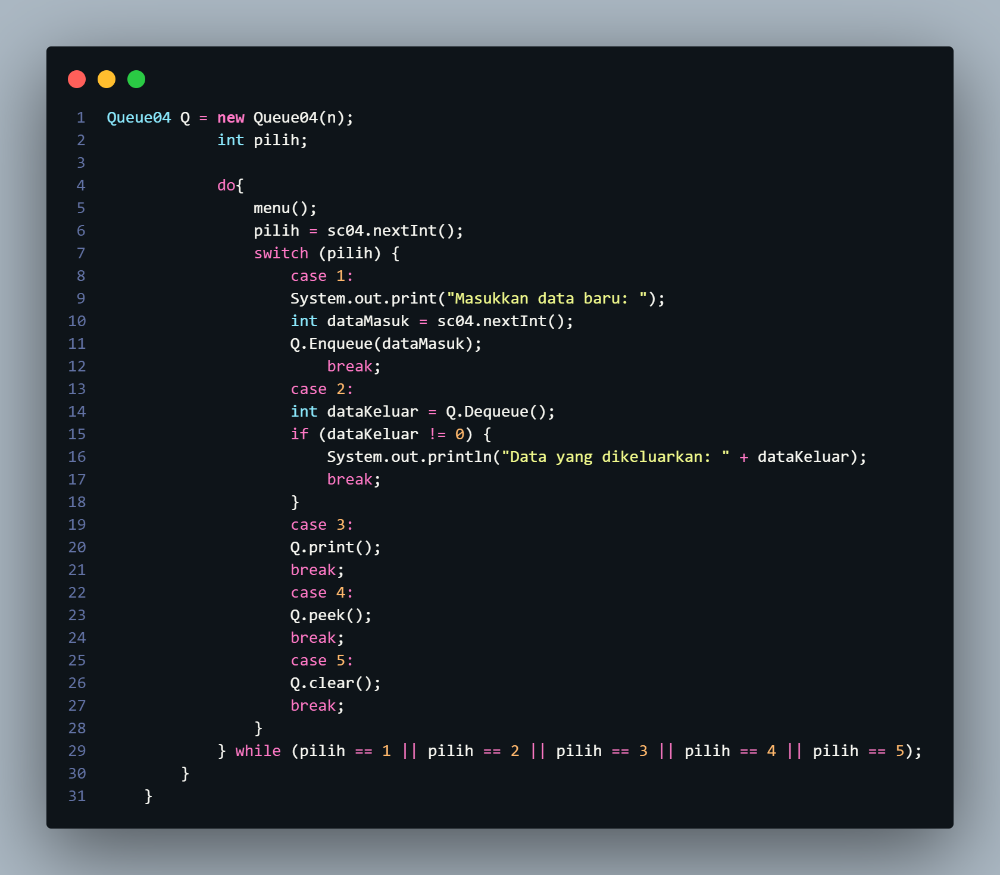 1 Queue04 Q = new Queue04(n);
2 int pilih;
3
4 do{
5 menu();
6 pilih = sc04.nextInt();
7 switch (pilih) {
8 case 1:
9 System.out.print("Masukkan data baru: ");
10 int dataMasuk = sc04.nextInt();
11 Q.Enqueue(dataMasuk);
12 break;
13 case 2:
14 int dataKeluar = Q.Dequeue();
15 if (dataKeluar != 0) {
16 System.out.println("Data yang dikeluarkan: " + dataKeluar);
17 break;
18 }
19 case 3:
20 Q.print();
21 break;
22 case 4:
23 Q.peek();
24 break;
25 case 5:
26 Q.clear();
27 break;
28 }
29 } while (pilih == 1 || pilih == 2 || pilih == 3 || pilih == 4 || pilih == 5);
30 }
31 }